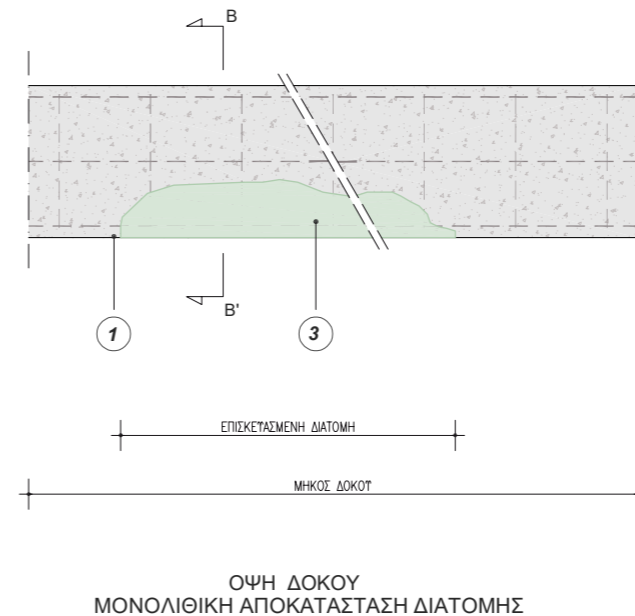 B
B'
1
3
ΕΠΙΣΚΕΥΑΣΜΕΝΗ ΔΙΑΤΟΜΗ
ΜΗΚΟΣ ΔΟΚΟΥ
ΟΨΗ ΔΟΚΟΥ
ΜΟΝΟΛΙΘΙΚΗ ΑΠΟΚΑΤΑΣΤΑΣΗ ΔΙΑΤΟΜΗΣ